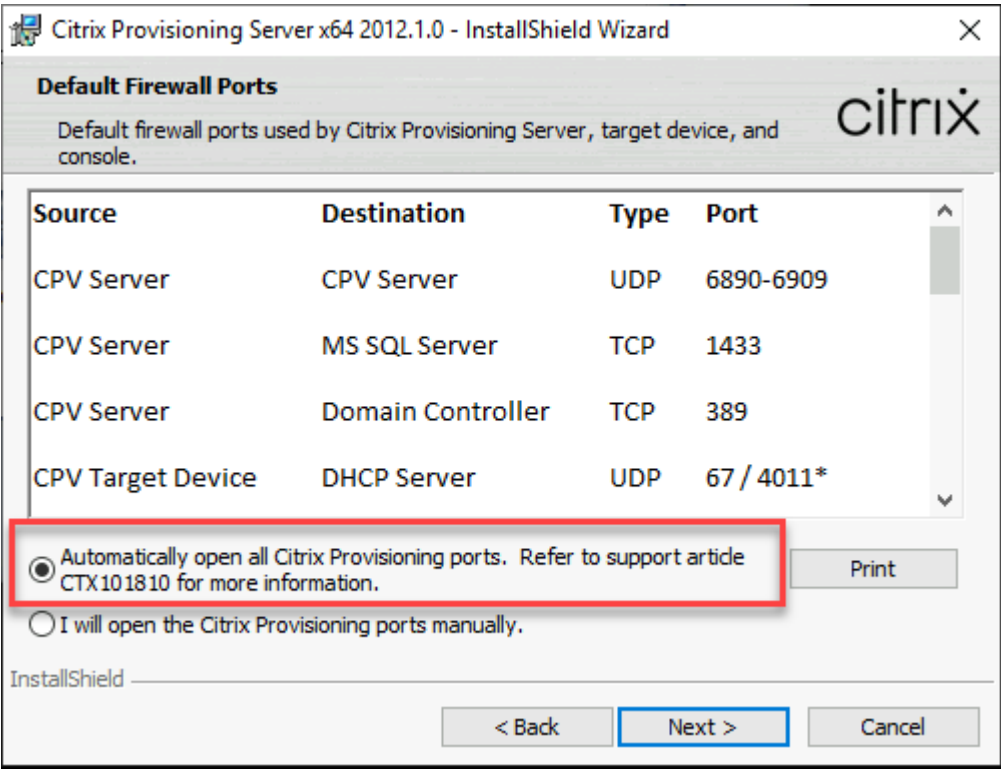 Citrix Provisioning Server x64 2012.1.0 - InstallShield Wizard
Default Firewall Ports
Default firewall ports used by Citrix Provisioning Server, target device, and
console.
citrix
Source Destination Type Port
CPV Server CPV Server UDP 6890-6909
CPV Server MS SQL Server TCP 1433
CPV Server Domain Controller TCP 389
CPV Target Device DHCP Server UDP 67 / 4011*
Automatically open all Citrix Provisioning ports. Refer to support article
CTX101810 for more information.
Print
I will open the Citrix Provisioning ports manually.
InstallShield
< Back Next > Cancel